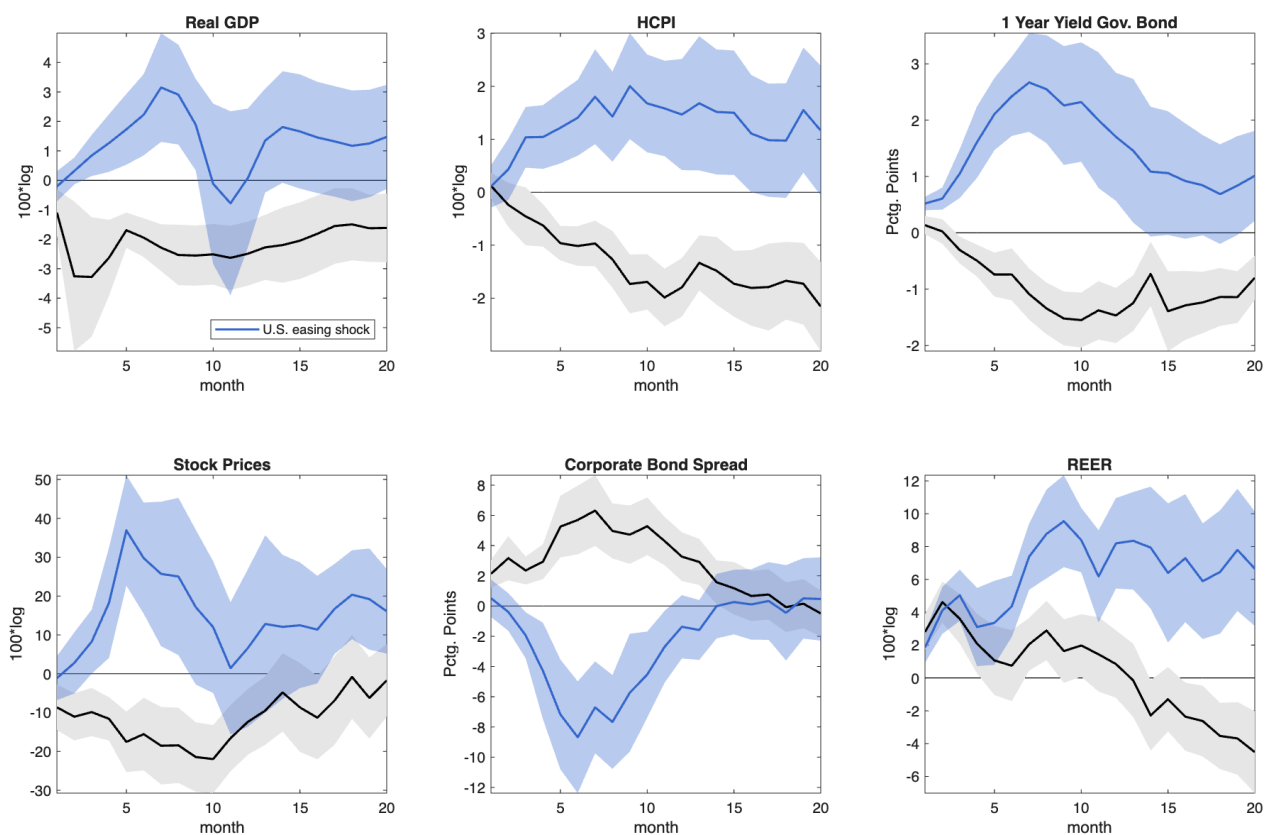 Real GDP
100*log
4
3
2
1
0
-1
-2
-3
-4
-5
5 10 15 20
month
U.S. easing shock
HCPI
100*log
3
2
1
0
-1
-2
5 10 15 20
month
1 Year Yield Gov. Bond
Pctg. Points
3
2
1
0
-1
-2
5 10 15 20
month
Stock Prices
100*log
50
40
30
20
10
0
-10
-20
-30
5 10 15 20
month
Corporate Bond Spread
Pctg. Points
8
6
4
2
0
-2
-4
-6
-8
-10
-12
5 10 15 20
month
REER
100*log
12
10
8
6
4
2
0
-2
-4
-6
5 10 15 20
month